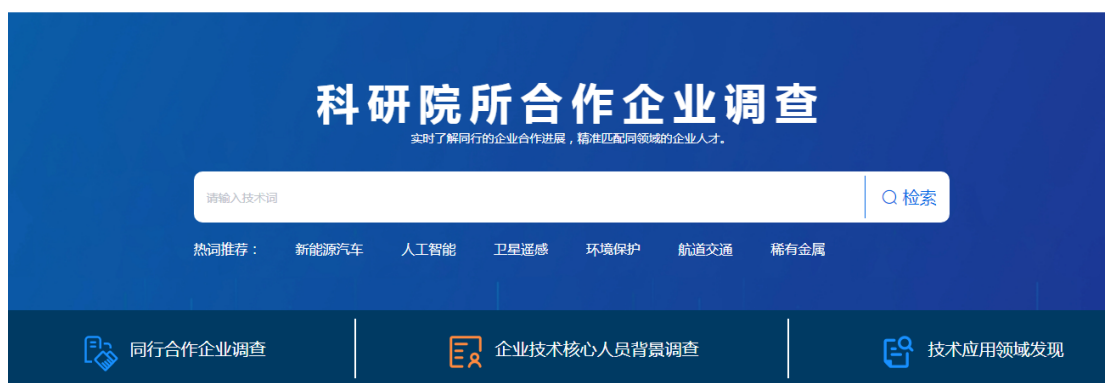 科研院所合作企业调查
实时了解同行的企业合作进展，精准匹配同领域的企业人才。
请输入技术词 检索
热词推荐： 新能源汽车 人工智能 卫星遥感 环境保护 航道交通 稀有金属
同行合作企业调查 企业技术核心人员背景调查 技术应用领域发现